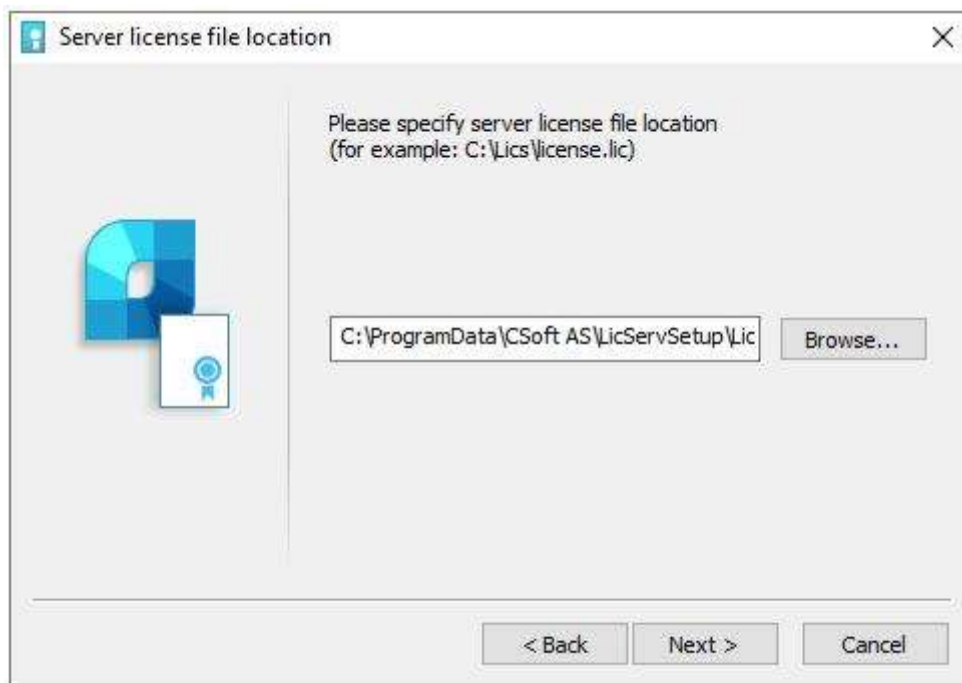 Server license file location
Please specify server license file location
(for example: C:\Lics\license.lic)
C:\ProgramData\CSoft AS\LicServSetup\Lic
Browse...
< Back
Next >
Cancel